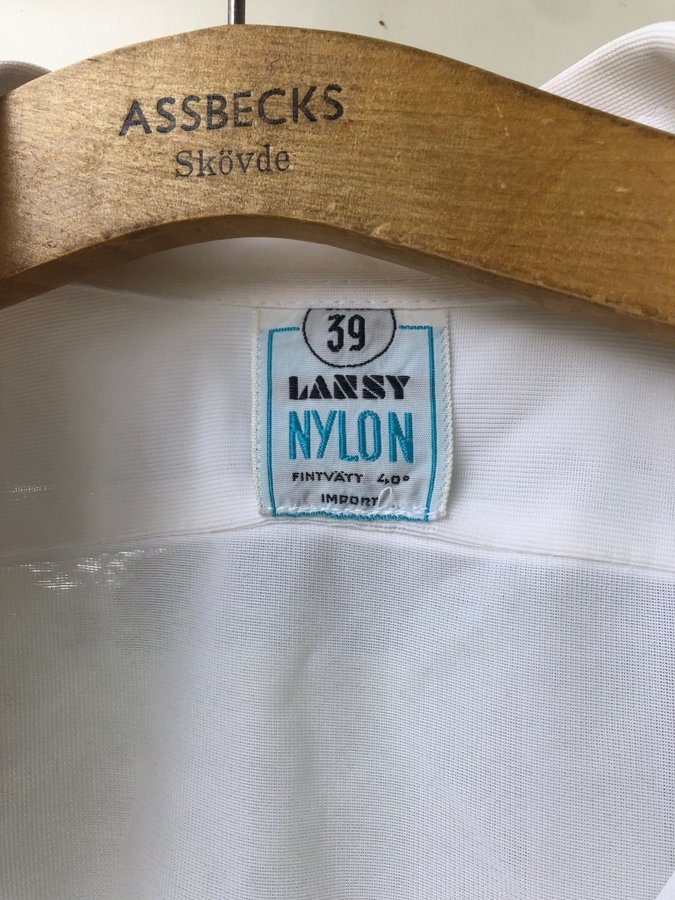 ASSBECKS
Skövde
39
LANSY
NYLON
FINTVÄTT 40°
IMPORT